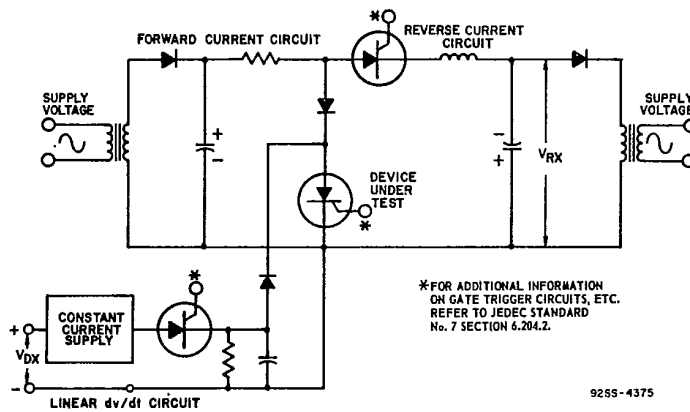 *
FORWARD CURRENT CIRCUIT
REVERSE CURRENT
CIRCUIT
SUPPLY
VOLTAGE
+
-
-
+
VRX
SUPPLY
VOLTAGE
DEVICE
UNDER
TEST
*
*
*FOR ADDITIONAL INFORMATION
ON GATE TRIGGER CIRCUITS, ETC.
REFER TO JEDEC STANDARD
No. 7 SECTION 6.204.2.
+
CONSTANT
CURRENT
SUPPLY
VDX
-
LINEAR dv/dt CIRCUIT
92SS-4375